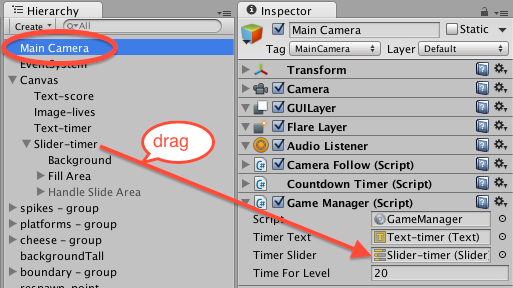 Hierarchy
Create
All
Main Camera
EventSystem
Canvas
Text-score
Image-lives
Text-timer
Slider-timer
Background
Fill Area
Handle Slide Area
spikes - group
platforms - group
cheese - group
backgroundTall
boundary - group
respawn_point
drag
Inspector
Main Camera
Static
Tag MainCamera Layer Default
Transform
Camera
GUILayer
Flare Layer
Audio Listener
Camera Follow (Script)
Countdown Timer (Script)
Game Manager (Script)
Script GameManager
Timer Text Text-timer (Text)
Timer Slider Slider-timer (Slider
Time For Level 20